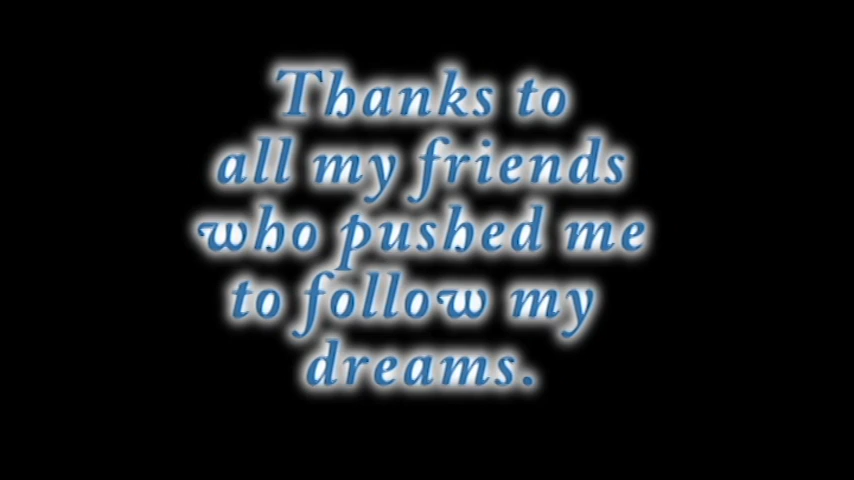 Thanks to
all my friends
who pushed me
to follow my
dreams.